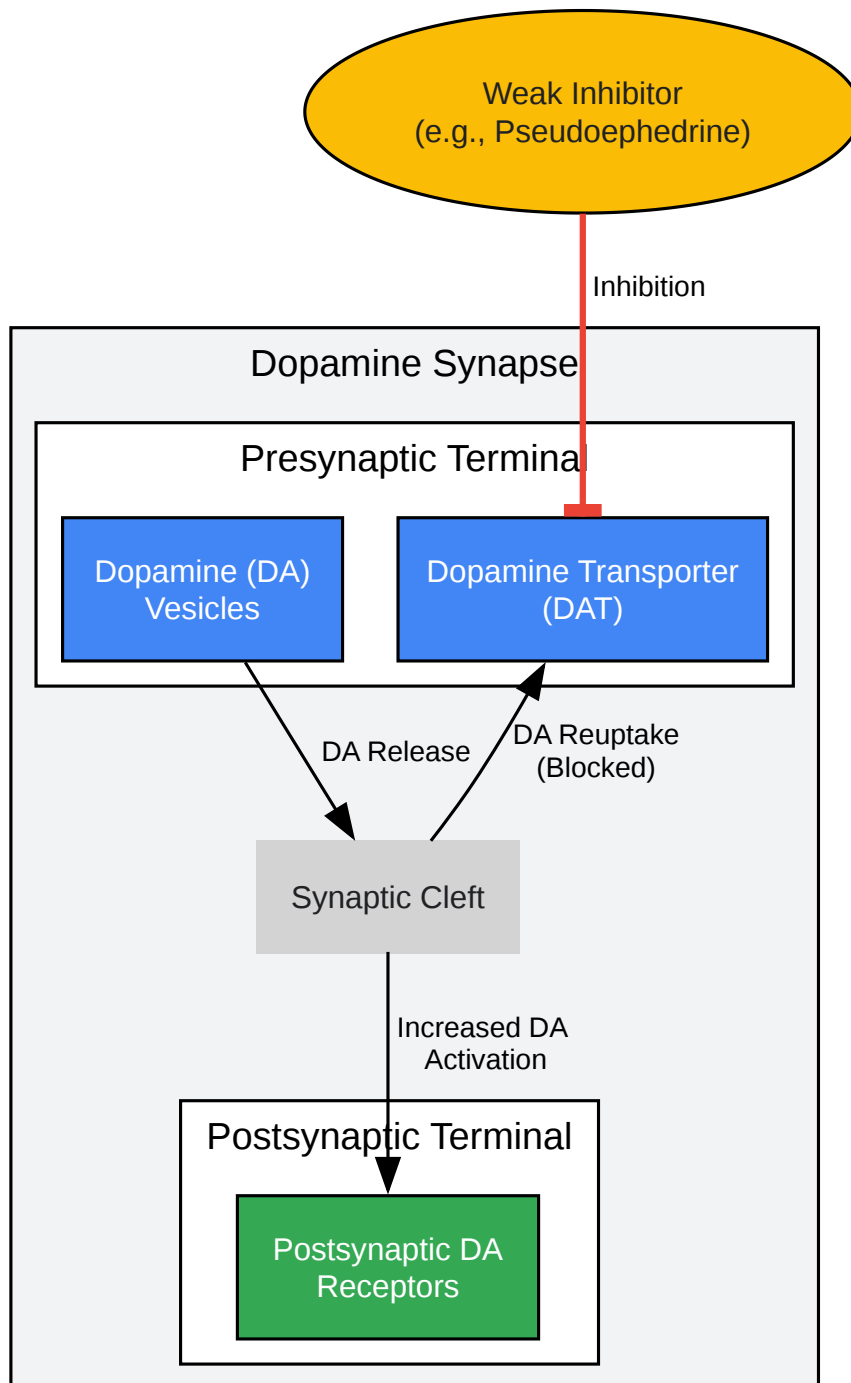 Weak Inhibitor
(e.g., Pseudoephedrine)
Inhibition
Dopamine Synapse
Presynaptic Terminal
Dopamine (DA)
Vesicles
Dopamine Transporter
(DAT)
DA Release
DA Reuptake
(Blocked)
Synaptic Cleft
Increased DA
Activation
Postsynaptic Terminal
Postsynaptic DA
Receptors